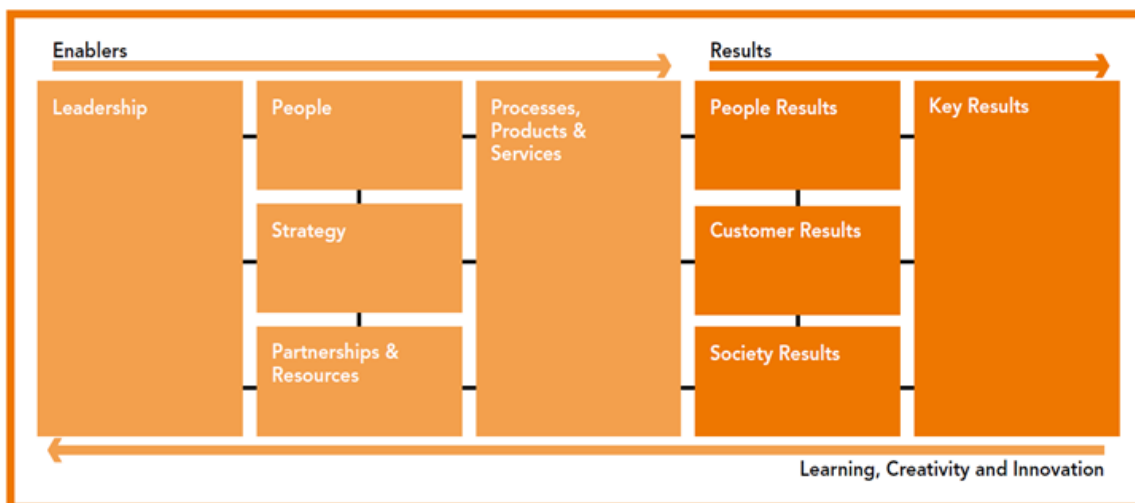 Enablers
Results
Leadership
People
Processes,
Products &
Services
People Results
Key Results
Strategy
Customer Results
Partnerships &
Resources
Society Results
Learning, Creativity and Innovation